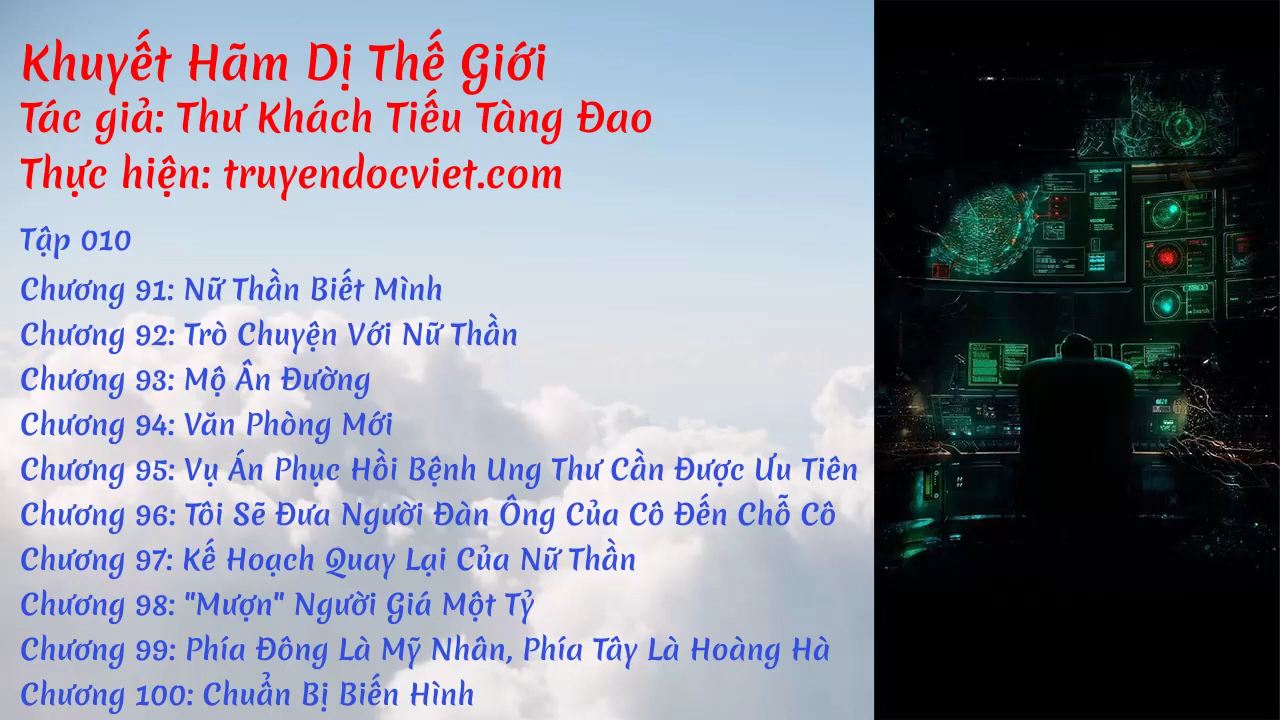 Khuyết Hãm Dị Thế Giới
Tác giả: Thư Khách Tiếu Tàng Đao
Thực hiện: truyendocviet.com
Tập 010
Chương 91: Nữ Thần Biết Mình
Chương 92: Trò Chuyện Với Nữ Thần
Chương 93: Mộ Ân Đường
Chương 94: Văn Phòng Mới
Chương 95: Vụ Án Phục Hồi Bệnh Ung Thư Cần Được Ưu Tiên
Chương 96: Tôi Sẽ Đưa Người Đàn Ông Của Cô Đến Chỗ Cô
Chương 97: Kế Hoạch Quay Lại Của Nữ Thần
Chương 98: "Mượn" Người Giá Một Tỷ
Chương 99: Phía Đông Là Mỹ Nhân, Phía Tây Là Hoàng Hà
Chương 100: Chuẩn Bị Biến Hình
SEARCH
DATA ACQUISITION